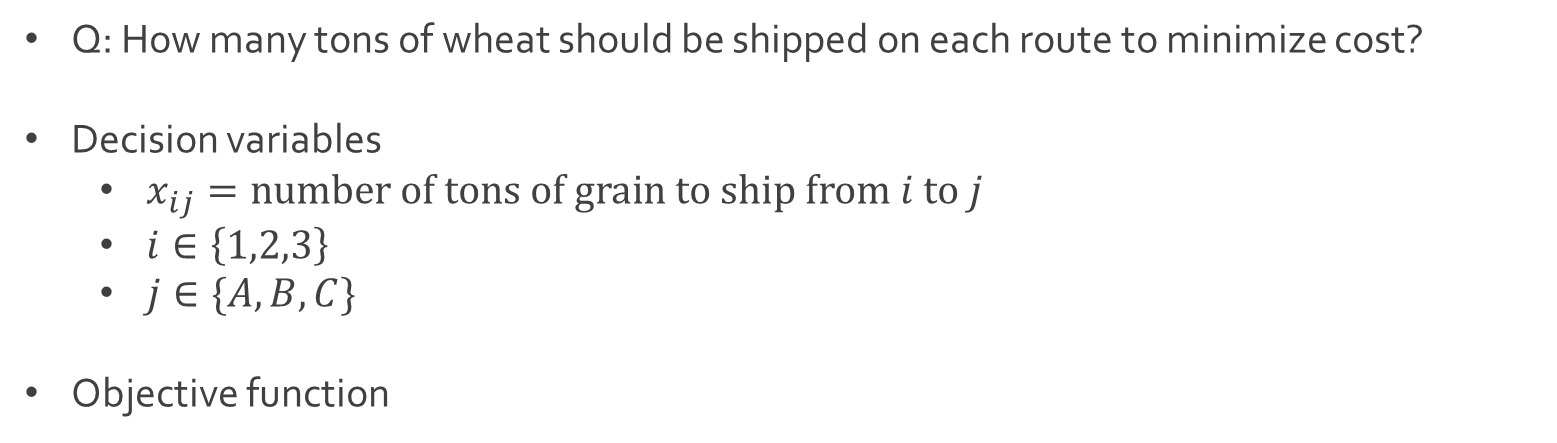 • Q: How many tons of wheat should be shipped on each route to minimize cost?
• Decision variables
• xᵢⱼ = number of tons of grain to ship from i to j
• i ∈ {1,2,3}
• j ∈ {A, B, C}
• Objective function